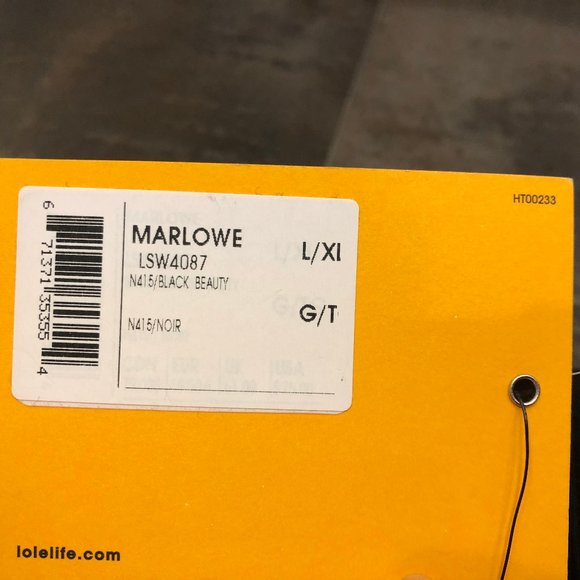 HT00233
MARLOWE L/XL
LSW4087
N415/BLACK BEAUTY
G/T
N415/NOIR
6 71371 35355 4
lolelife.com